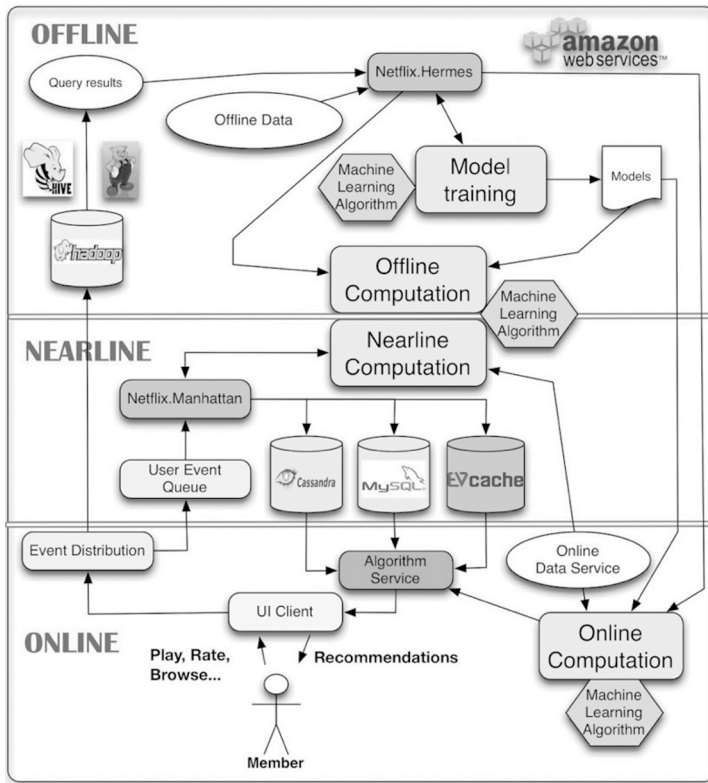 OFFLINE
amazon
webservices™
Query results
Netflix.Hermes
Offline Data
HIVE
Machine
Learning
Algorithm
Model
training
Models
hadoop
Offline
Computation
Machine
Learning
Algorithm
NEARLINE
Nearline
Computation
Netflix.Manhattan
User Event
Queue
Cassandra
MySQL
EVcache
Event Distribution
Algorithm
Service
Online
Data Service
UI Client
ONLINE
Play, Rate,
Browse...
Recommendations
Online
Computation
Machine
Learning
Algorithm
Member